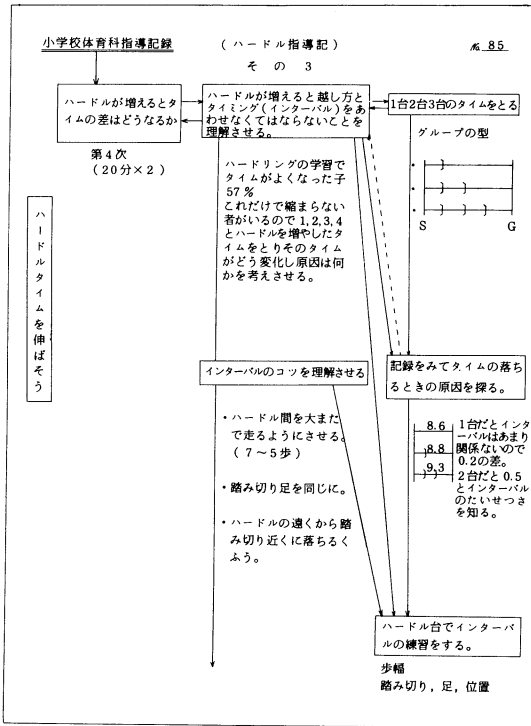 小学校体育科指導記録
(ハードル指導記)
その3
№ 85
ハードルが増えるとタ
イムの差はどうなるか
ハードルが増えると越し方と
タイミング(インターバル)をあ
わせなくてはならないことを
理解させる。
1台2台3台のタイムをとる
第4次
(20分×2)
グループの型
S
G
ハードリングの学習で
タイムがよくなった子
57%
これだけで縮まらない
者がいるので1,2,3,4
とハードルを増やしたタ
イムをとりそのタイム
がどう変化し原因は何
かを考えさせる。
ハードルタイムを伸ばそう
インターバルのコツを理解させる
記録をみてタイムの落ち
るときの原因を探る。
・ハードル間を大また
で走るようにさせる。
(7~5歩)
・踏み切り足を同じに。
・ハードルの遠くから踏
み切り近くに落ちるく
ふう。
8.6
8.8
9,3
1台だとインタ
ーバルはあまり
関係ないので
0.2の差。
2台だと0.5
とインターバル
のたいせつさ
を知る。
ハードル台でインターバ
ルの練習をする。
歩幅
踏み切り,足,位置